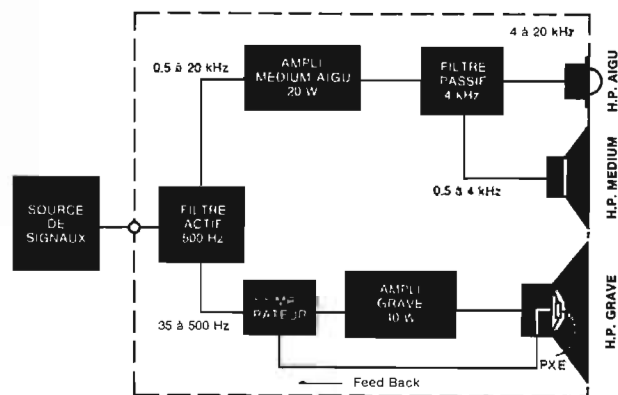 4 à 20 kHz
0.5 à 20 kHz
AMPLI
MEDIUM AIGU
20 W
FILTRE
PASSIF
4 kHz
H.P. AIGU
H.P. MEDIUM
0.5 à 4 kHz
SOURCE
DE
SIGNAUX
FILTRE
ACTIF
500 Hz
35 à 500 Hz
RATEUR
AMPLI
GRAVE
W
H.P. GRAVE
PXE
Feed Back